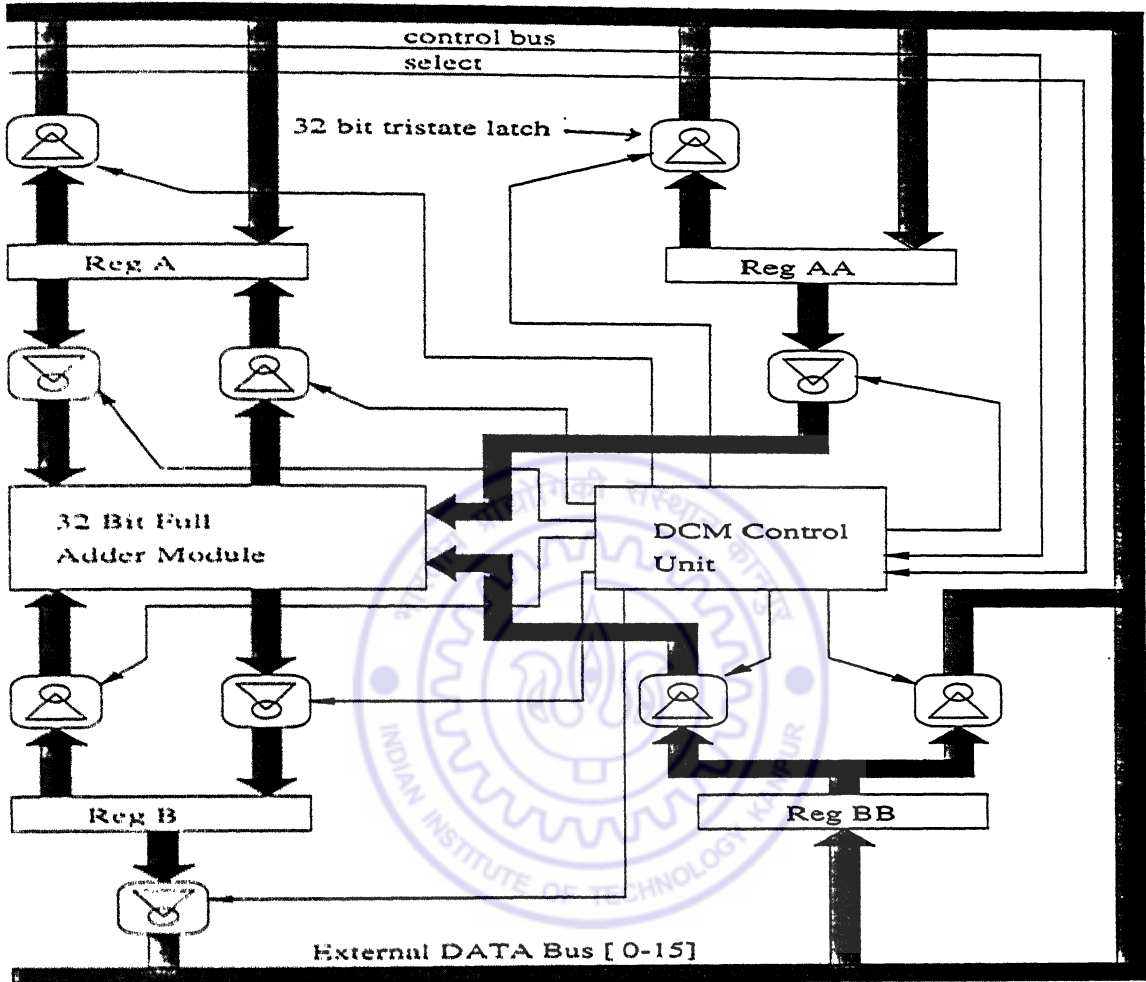 control bus
select
32 bit tristate latch
Reg A
Reg AA
32 Bit Full
Adder Module
DCM Control
Unit
Reg B
Reg BB
External DATA Bus [ 0-15]
INDIAN INSTITUTE OF TECHNOLOGY KANPUR